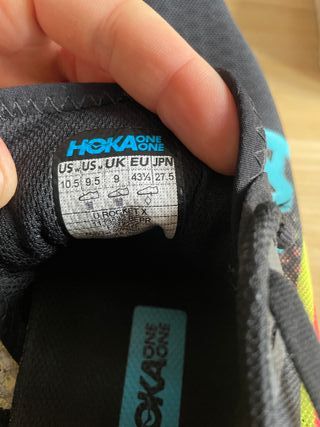 HOKA ONE ONE
US US UK EU JPN
10.5 9.5 9 43⅓ 27.5
U ROCKET X
HOKA ONE ONE